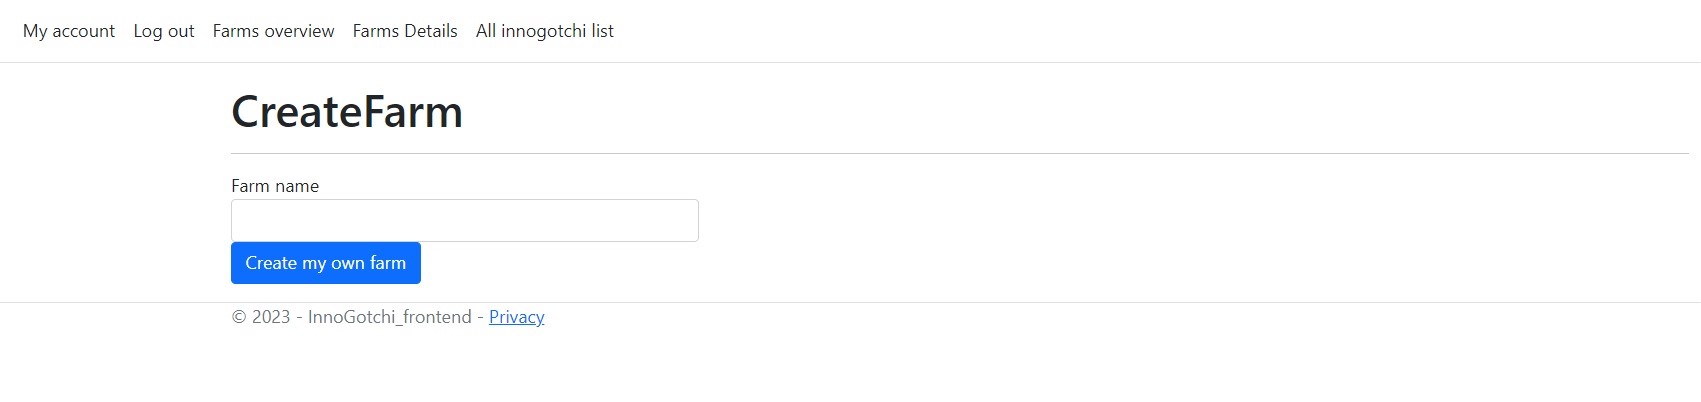 My account Log out Farms overview Farms Details All innogotchi list
CreateFarm
Farm name
Create my own farm
© 2023 - InnoGotchi_frontend - Privacy